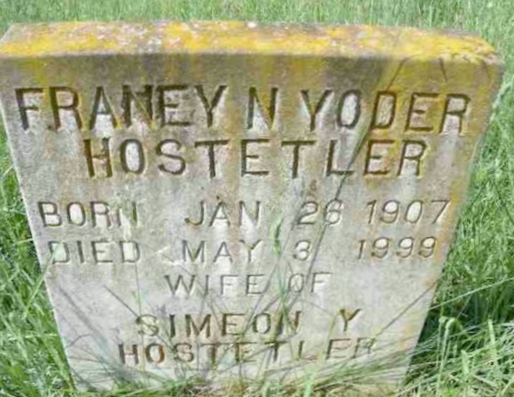 FRANEY N YODER
HOSTETLER
BORN JAN 26 1907
DIED MAY 3 1999
WIFE OF
SIMEON Y
HOSTETLER